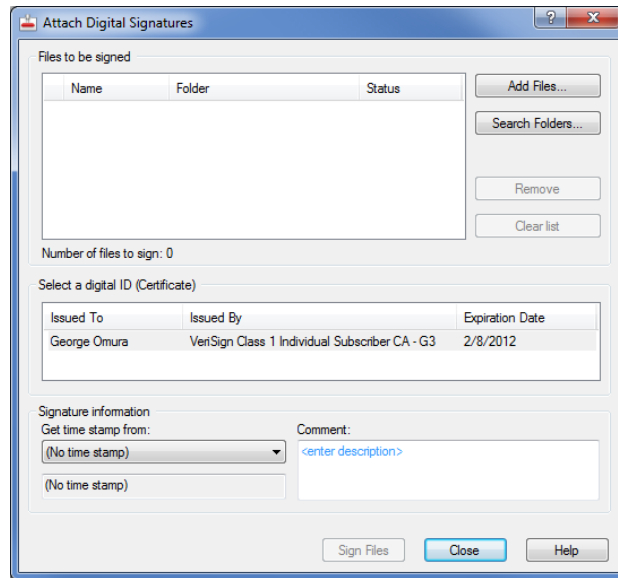 Attach Digital Signatures
Files to be signed
Name Folder Status
Add Files...
Search Folders...
Remove
Clear list
Number of files to sign: 0
Select a digital ID (Certificate)
Issued To Issued By Expiration Date
George Omura VeriSign Class 1 Individual Subscriber CA - G3 2/8/2012
Signature information
Get time stamp from: Comment:
(No time stamp) <enter description>
(No time stamp)
Sign Files Close Help